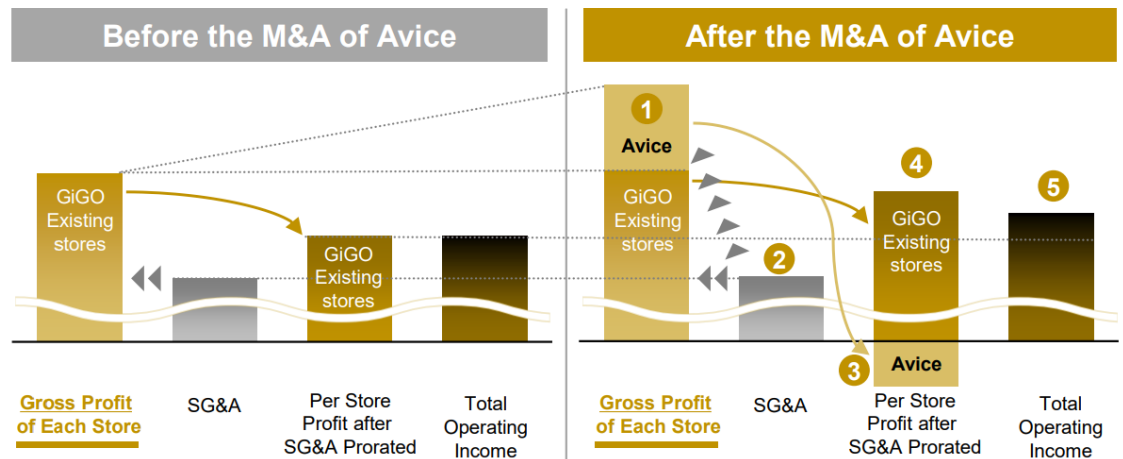 Before the M&A of Avice
GiGO
Existing
stores
GiGO
Existing
stores
Gross Profit
of Each Store
SG&A
Per Store
Profit after
SG&A Prorated
Total
Operating
Income
After the M&A of Avice
1
Avice
GiGO
Existing
stores
2
3
4
GiGO
Existing
stores
Avice
5
Gross Profit
of Each Store
SG&A
Per Store
Profit after
SG&A Prorated
Total
Operating
Income